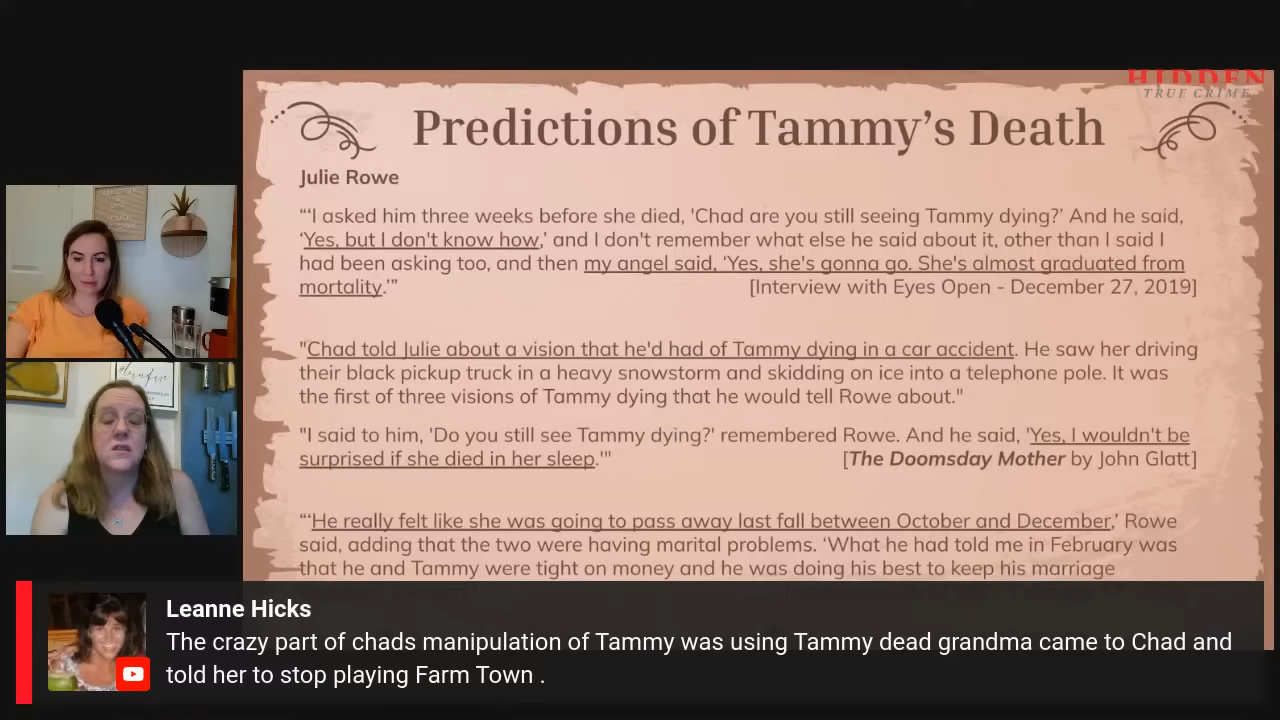 HIDDEN
TRUE CRIME
Predictions of Tammy’s Death
Julie Rowe
“‘I asked him three weeks before she died, 'Chad are you still seeing Tammy dying?’ And he said,
‘Yes, but I don't know how,’ and I don't remember what else he said about it, other than I said I
had been asking too, and then my angel said, ‘Yes, she's gonna go. She's almost graduated from
mortality.’” [Interview with Eyes Open - December 27, 2019]
"Chad told Julie about a vision that he'd had of Tammy dying in a car accident. He saw her driving
their black pickup truck in a heavy snowstorm and skidding on ice into a telephone pole. It was
the first of three visions of Tammy dying that he would tell Rowe about."
"I said to him, 'Do you still see Tammy dying?' remembered Rowe. And he said, 'Yes, I wouldn't be
surprised if she died in her sleep.'" [The Doomsday Mother by John Glatt]
“‘He really felt like she was going to pass away last fall between October and December,’ Rowe
said, adding that the two were having marital problems. ‘What he had told me in February was
that he and Tammy were tight on money and he was doing his best to keep his marriage
Leanne Hicks
The crazy part of chads manipulation of Tammy was using Tammy dead grandma came to Chad and
told her to stop playing Farm Town .